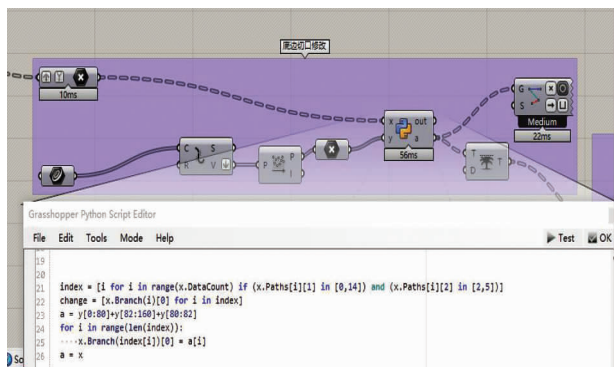 底边切口修改
10ms
x out
y a
56ms
G
S
Medium
22ms
C S
R V
P P
I
T T
D
Grasshopper Python Script Editor
File Edit Tools Mode Help Test OK
19
20
21 index = [i for i in range(x.DataCount) if (x.Paths[i][1] in [0,14]) and (x.Paths[i][2] in [2,5])]
22 change = [x.Branch(i)[0] for i in index]
23 a = y[0:80]+y[82:160]+y[80:82]
24 for i in range(len(index)):
25 ····x.Branch(index[i])[0] = a[i]
26 a = x
So